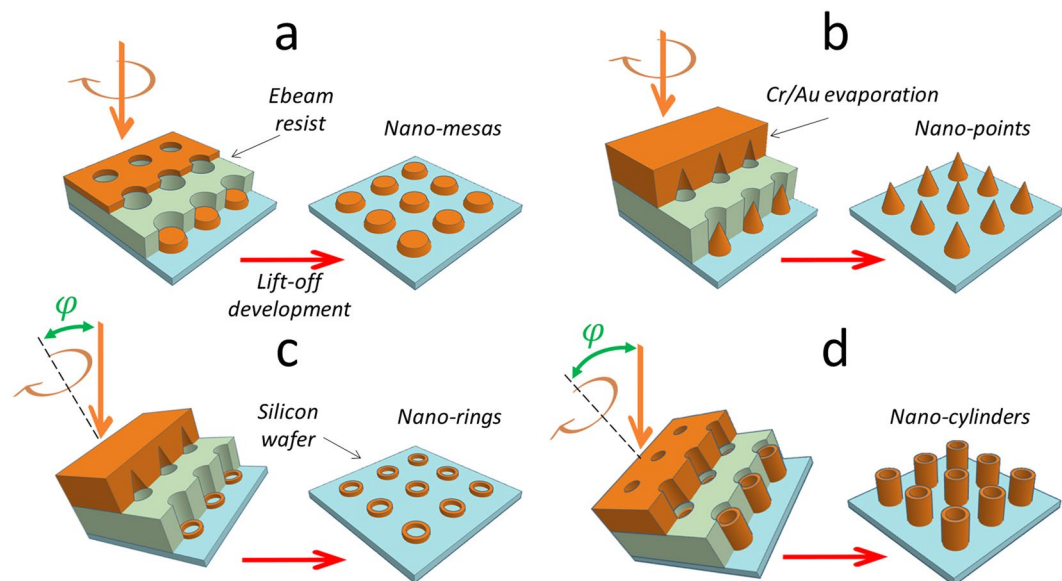 a
Ebeam
resist
Nano-mesas
Lift-off
development
b
Cr/Au evaporation
Nano-points
φ
c
Silicon
wafer
Nano-rings
φ
d
Nano-cylinders